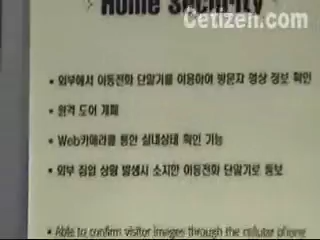 Cetizen.com
Home Security
• 외부에서 이동전화 단말기를 이용하여 방문자 영상 정보 확인
• 원격 도어 개폐
• Web카메라를 통한 실내상태 확인 가능
• 외부 침입 상황 발생시 소지한 이동전화 단말기로 통보
• Able to confirm visitor images through the cellular phone